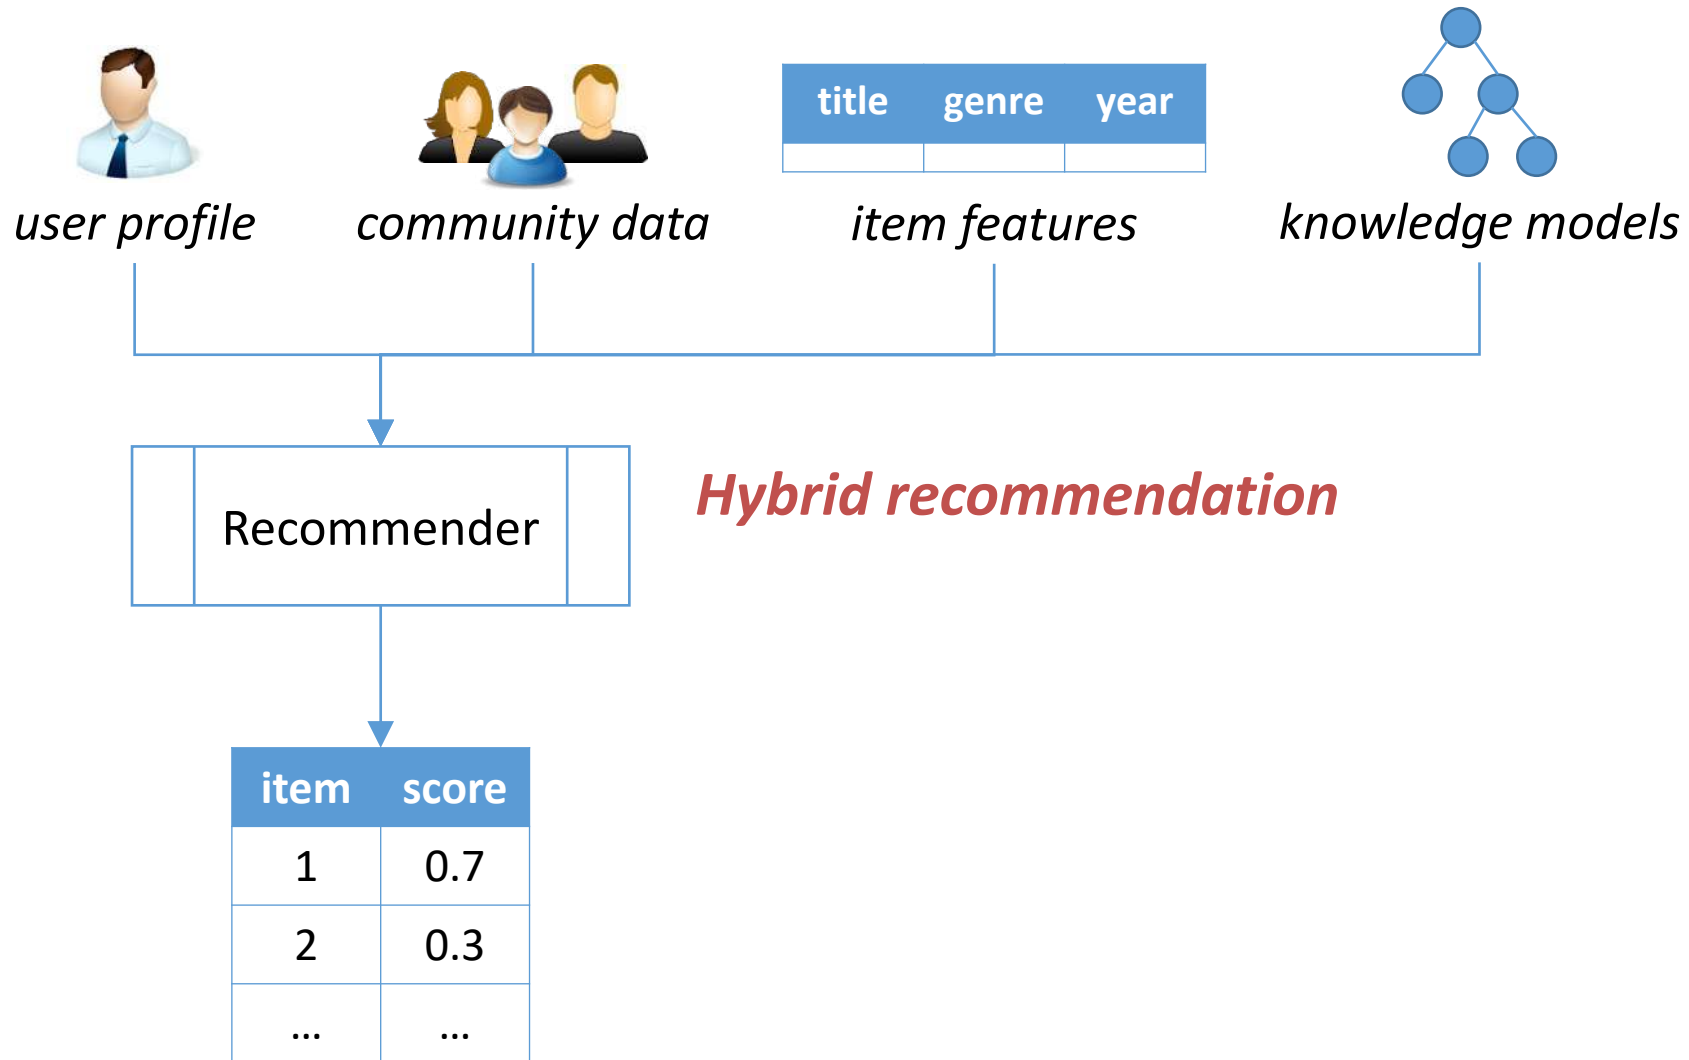 title genre year
user profile community data item features knowledge models
Hybrid recommendation
Recommender
item score
1 0.7
2 0.3
... ...